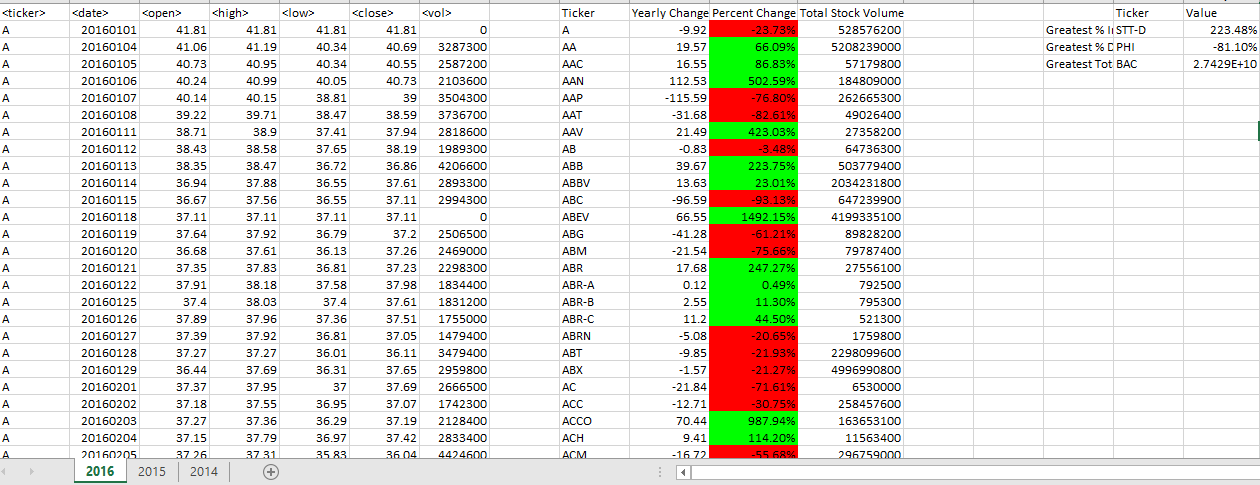 <ticker> <date> <open> <high> <low> <close> <vol> Ticker Yearly Change Percent Change Total Stock Volume Ticker Value
A 20160101 41.81 41.81 41.81 41.81 0 A -9.92 -23.73% 528576200 Greatest % I STT-D 223.48%
A 20160104 41.06 41.19 40.34 40.69 3287300 AA 19.57 66.09% 5208239000 Greatest % D PHI -81.10%
A 20160105 40.73 40.95 40.34 40.55 2587200 AAC 16.55 86.83% 57179800 Greatest Tot BAC 2.7429E+10
A 20160106 40.24 40.99 40.05 40.73 2103600 AAN 112.53 502.59% 184809000
A 20160107 40.14 40.15 38.81 39 3504300 AAP -115.59 -76.80% 262665300
A 20160108 39.22 39.71 38.47 38.59 3736700 AAT -31.68 -82.61% 49026400
A 20160111 38.71 38.9 37.41 37.94 2818600 AAV 21.49 423.03% 27358200
A 20160112 38.43 38.58 37.65 38.19 1989300 AB -0.83 -3.48% 64736300
A 20160113 38.35 38.47 36.72 36.86 4206600 ABB 39.67 223.75% 503779400
A 20160114 36.94 37.88 36.55 37.61 2893300 ABBV 13.63 23.01% 2034231800
A 20160115 36.67 37.56 36.55 37.11 2994300 ABC -96.59 -93.13% 647239900
A 20160118 37.11 37.11 37.11 37.11 0 ABEV 66.55 1492.15% 4199335100
A 20160119 37.64 37.92 36.79 37.2 2506500 ABG -41.28 -61.21% 89828200
A 20160120 36.68 37.61 36.13 37.26 2469000 ABM -21.54 -75.66% 79787400
A 20160121 37.35 37.83 36.81 37.23 2298300 ABR 17.68 247.27% 27556100
A 20160122 37.91 38.18 37.58 37.98 1834400 ABR-A 0.12 0.49% 792500
A 20160125 37.4 38.03 37.4 37.61 1831200 ABR-B 2.55 11.30% 795300
A 20160126 37.89 37.96 37.36 37.51 1755000 ABR-C 11.2 44.50% 521300
A 20160127 37.39 37.92 36.81 37.05 1479400 ABRN -5.08 -20.65% 1759800
A 20160128 37.27 37.27 36.01 36.11 3479400 ABT -9.85 -21.93% 2298099600
A 20160129 36.44 37.69 36.31 37.65 2959800 ABX -1.57 -21.27% 4996990800
A 20160201 37.37 37.95 37 37.69 2666500 AC -21.84 -71.61% 6530000
A 20160202 37.18 37.55 36.95 37.07 1742300 ACC -12.71 -30.75% 258457600
A 20160203 37.27 37.36 36.29 37.19 2128400 ACCO 70.44 987.94% 163653100
A 20160204 37.15 37.79 36.97 37.42 2833400 ACH 9.41 114.20% 11563400
A 20160205 37.26 37.31 35.83 36.04 4424600 ACM -16.72 -55.68% 296759000
2016 2015 2014